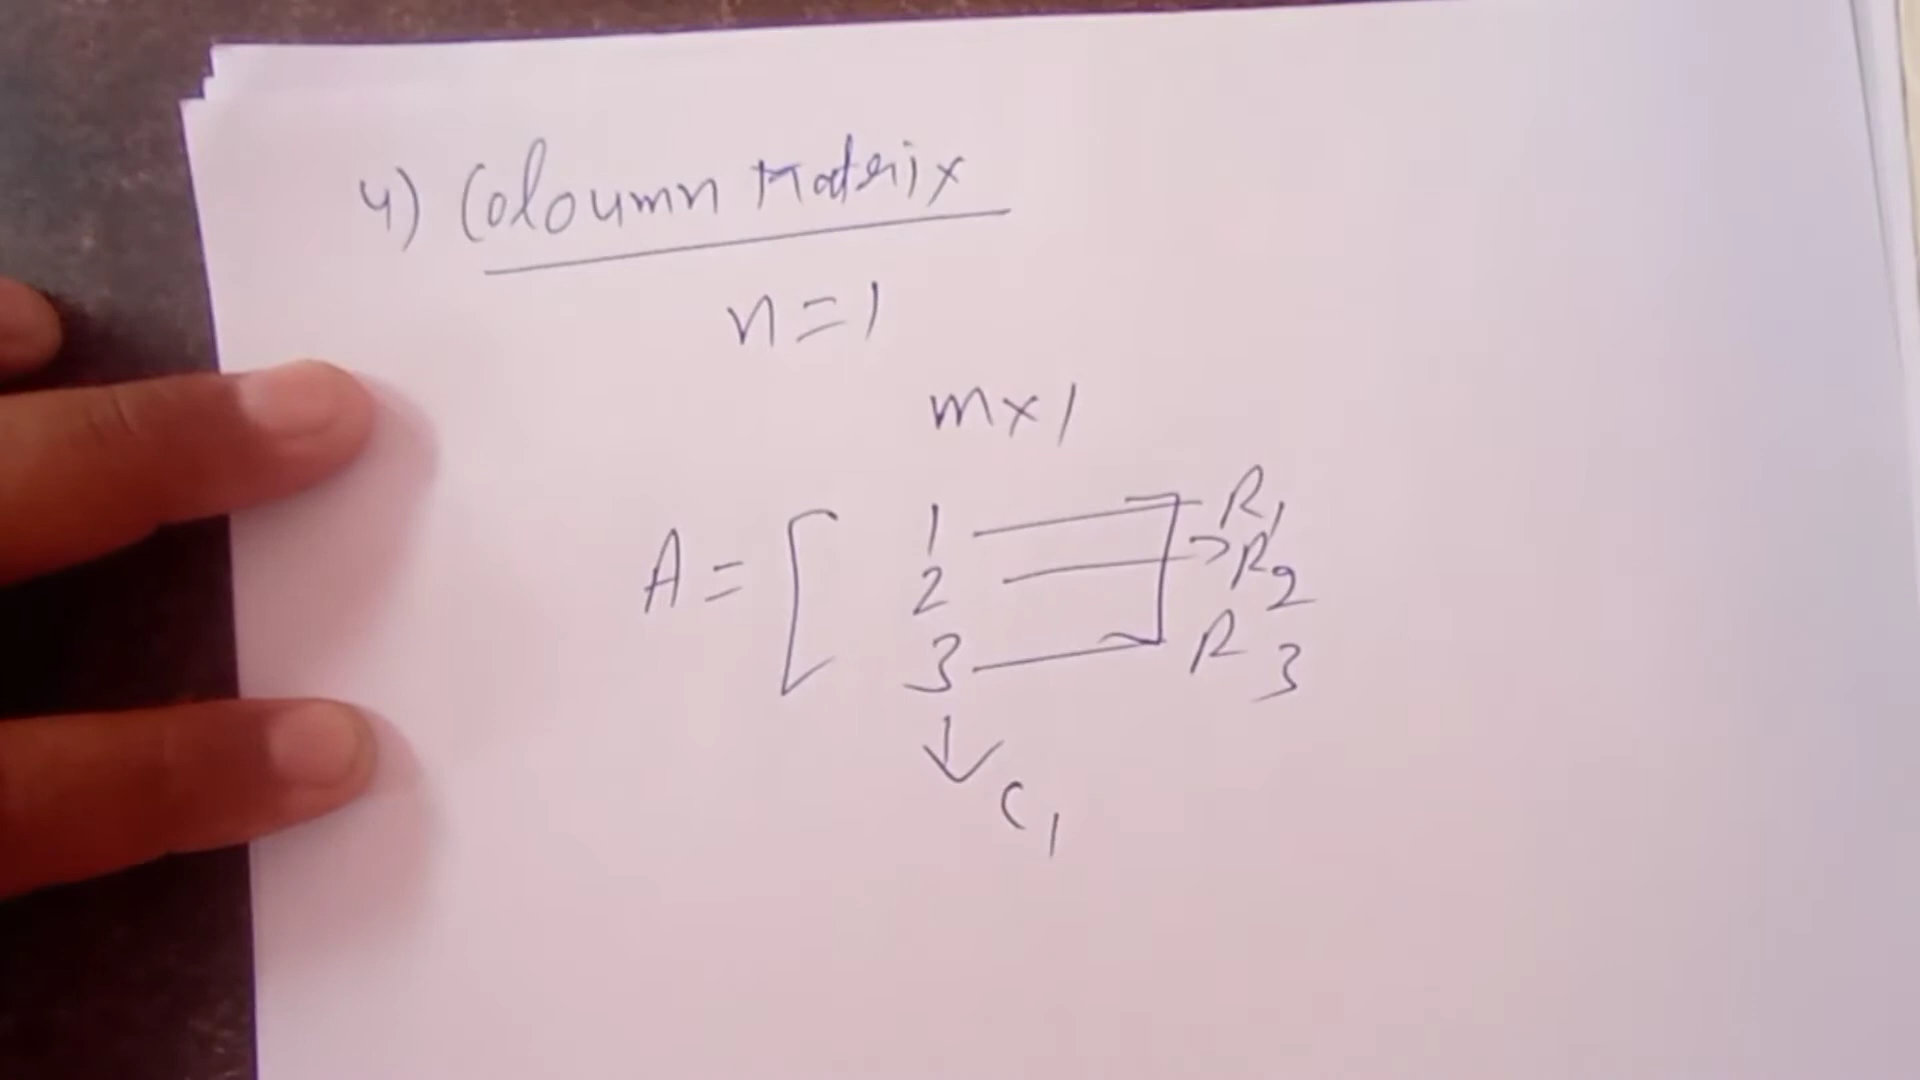 4) Coloumn Matrix
n=1
m×1
A = [ 1 ] R1
2 → R2
3 R3
↓
C1